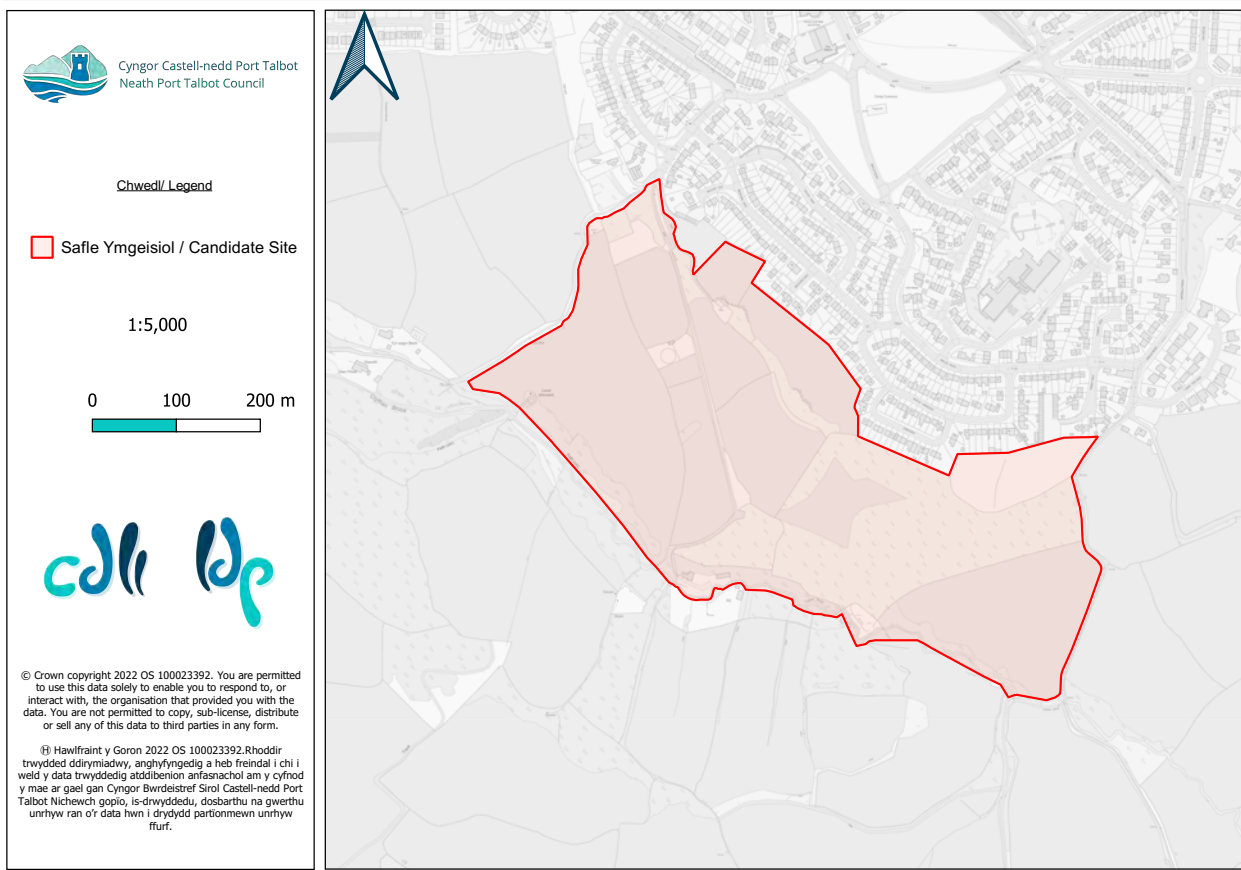 Cyngor Castell-nedd Port Talbot
Neath Port Talbot Council
Chwedl/ Legend
Safle Ymgeisiol / Candidate Site
1:5,000
0 100 200 m
cdll ldp
© Crown copyright 2022 OS 100023392. You are permitted
to use this data solely to enable you to respond to, or
interact with, the organisation that provided you with the
data. You are not permitted to copy, sub-license, distribute
or sell any of this data to third parties in any form.
Ⓗ Hawlfraint y Goron 2022 OS 100023392.Rhoddir
trwydded ddirymiadwy, anghyfyngedig a heb freindal i chi i
weld y data trwyddedig atddibenion anfasnachol am y cyfnod
y mae ar gael gan Cyngor Bwrdeistref Sirol Castell-nedd Port
Talbot Nichewch gopïo, is-drwyddedu, dosbarthu na gwerthu
unrhyw ran o'r data hwn i drydydd partïonmewn unrhyw
ffurf.